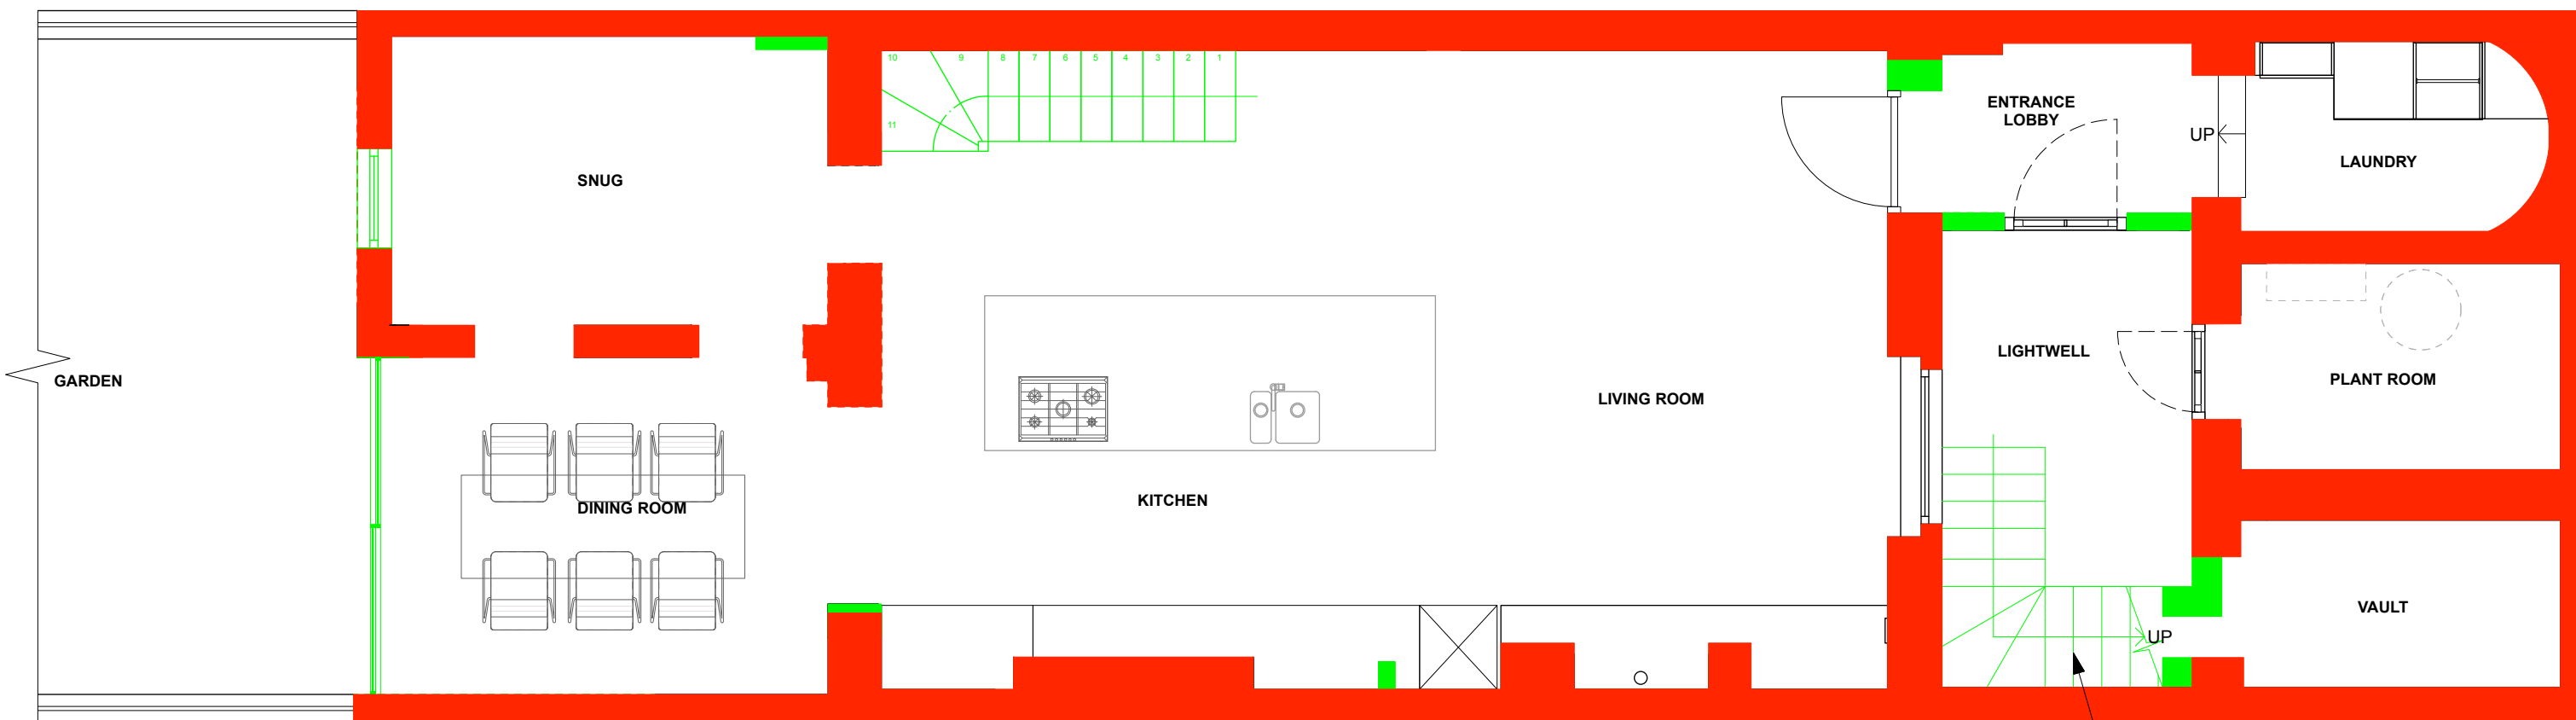 10
9
8
7
6
5
4
3
2
1
11
ENTRANCE
LOBBY
UP
LAUNDRY
SNUG
LIGHTWELL
PLANT ROOM
GARDEN
LIVING ROOM
KITCHEN
DINING ROOM
VAULT
UP